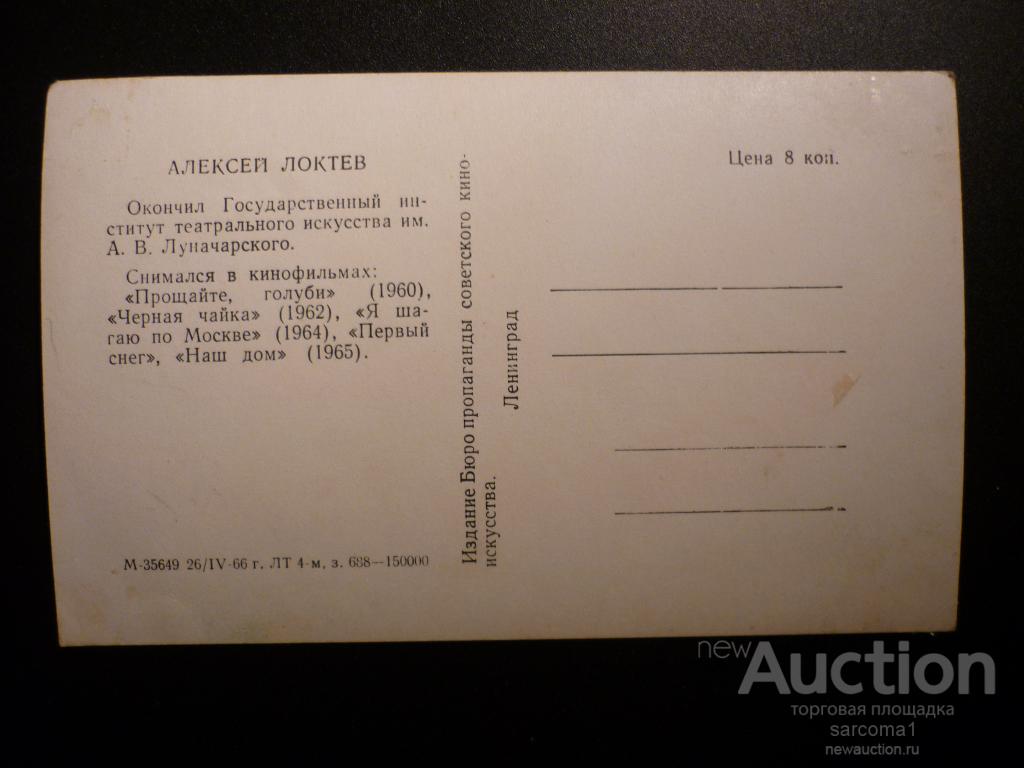 АЛЕКСЕЙ ЛОКТЕВ
Окончил Государственный ин-
ститут театрального искусства им.
А. В. Луначарского.
Снимался в кинофильмах:
«Прощайте, голуби» (1960),
«Черная чайка» (1962), «Я ша-
гаю по Москве» (1964), «Первый
снег», «Наш дом» (1965).
М-35649 26/IV-66 г. ЛТ 4-м, з. 688—150000
Издание Бюро пропаганды советского кино-
искусства.
Ленинград
Цена 8 коп.
newAuction
торговая площадка
sarcoma1
newauction.ru